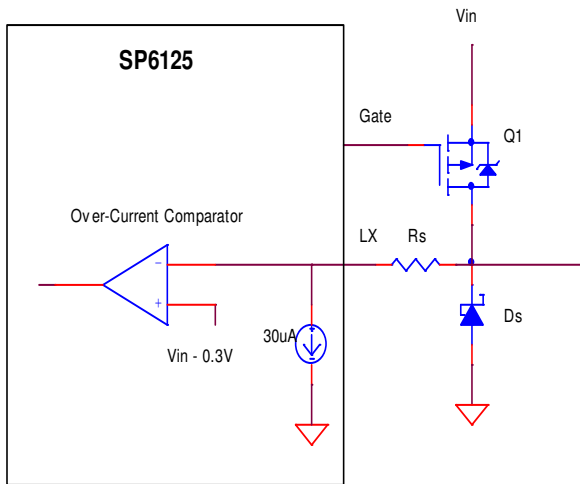 Vin
SP6125
Gate
Q1
Over-Current Comparator
LX
Rs
-
+
30uA
+
-
Ds
Vin - 0.3V